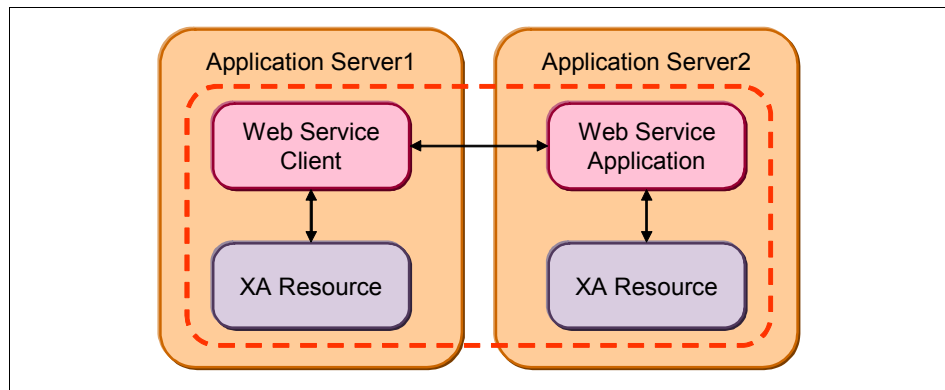 Application Server1
Application Server2
Web Service
Client
Web Service
Application
XA Resource
XA Resource